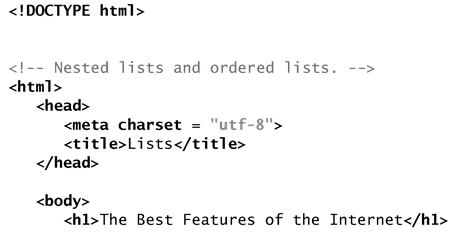 <!DOCTYPE html>
<!-- Nested lists and ordered lists. -->
<html>
<head>
<meta charset = "utf-8">
<title>Lists</title>
</head>
<body>
<h1>The Best Features of the Internet</h1>